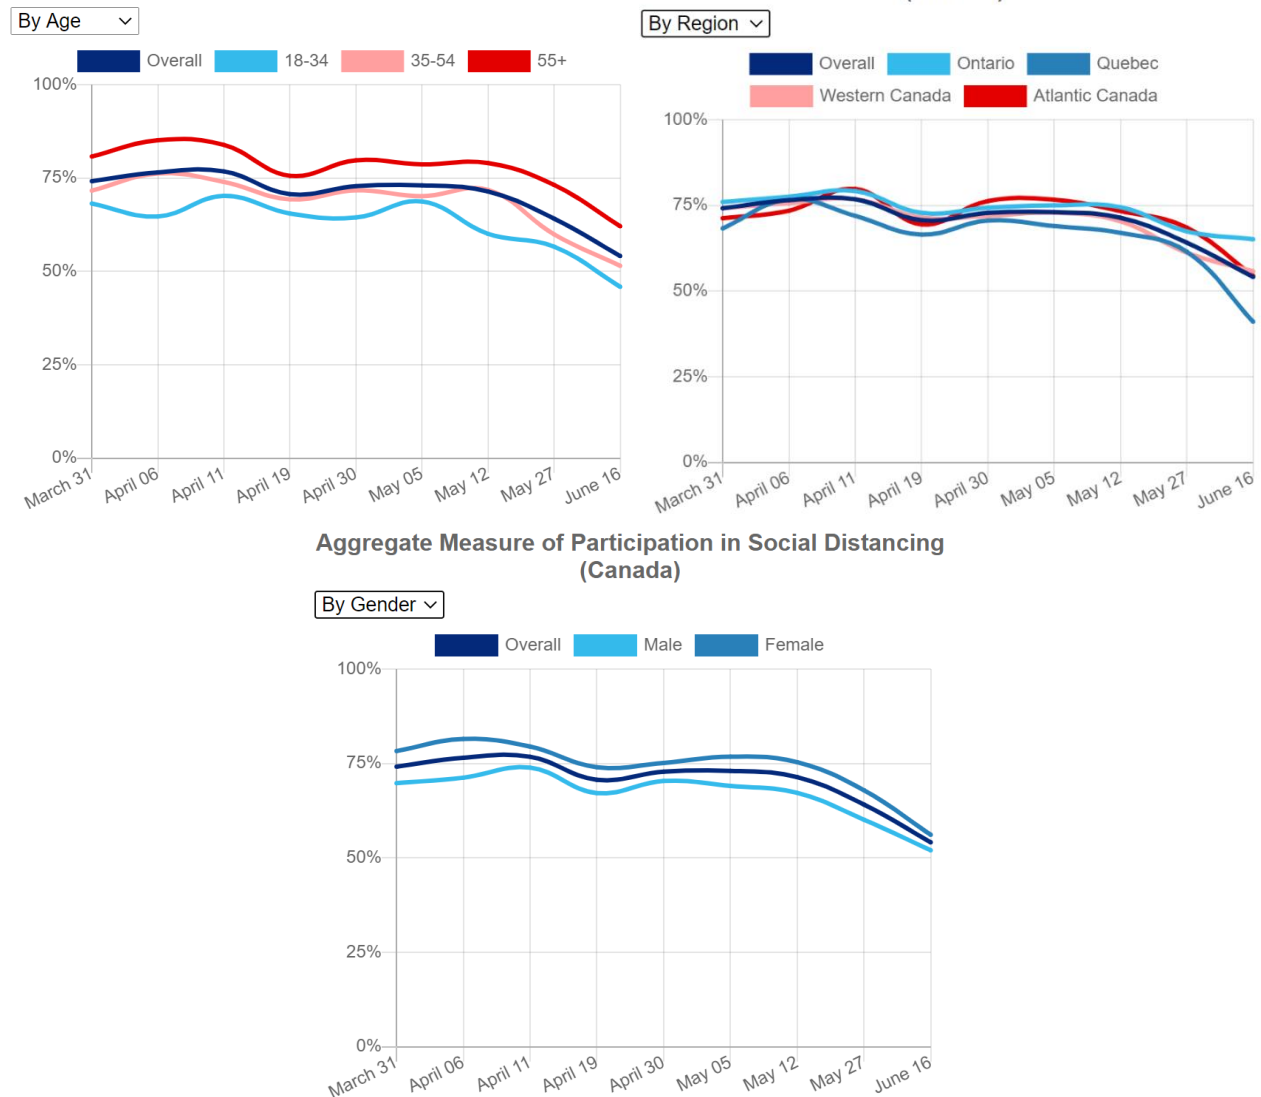 By Age
Overall 18-34 35-54 55+
100%
75%
50%
25%
0%
March 31 April 06 April 11 April 19 April 30 May 05 May 12 May 27 June 16
By Region
Overall Ontario Quebec
Western Canada Atlantic Canada
100%
75%
50%
25%
0%
March 31 April 06 April 11 April 19 April 30 May 05 May 12 May 27 June 16
Aggregate Measure of Participation in Social Distancing
(Canada)
By Gender
Overall Male Female
100%
75%
50%
25%
0%
March 31 April 06 April 11 April 19 April 30 May 05 May 12 May 27 June 16